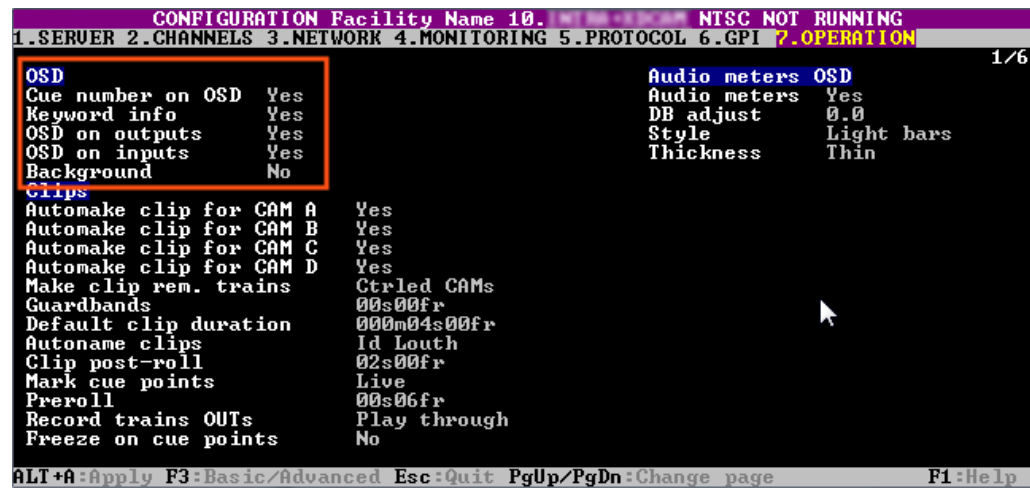 CONFIGURATION Facility Name 10. NTSC NOT RUNNING
1.SERVER 2.CHANNELS 3.NETWORK 4.MONITORING 5.PROTOCOL 6.GPI 7.OPERATION
1/6
OSD
Cue number on OSD Yes
Keyword info Yes
OSD on outputs Yes
OSD on inputs Yes
Background No
Audio meters OSD
Audio meters Yes
DB adjust 0.0
Style Light bars
Thickness Thin
Clips
Automake clip for CAM A Yes
Automake clip for CAM B Yes
Automake clip for CAM C Yes
Automake clip for CAM D Yes
Make clip rem. trains Ctrled CAMs
Guardbands 00s00fr
Default clip duration 000m04s00fr
Autoname clips Id Louth
Clip post-roll 02s00fr
Mark cue points Live
Preroll 00s06fr
Record trains OUTs Play through
Freeze on cue points No
ALT+A:Apply F3:Basic/Advanced Esc:Quit PgUp/PgDn:Change page F1:Help